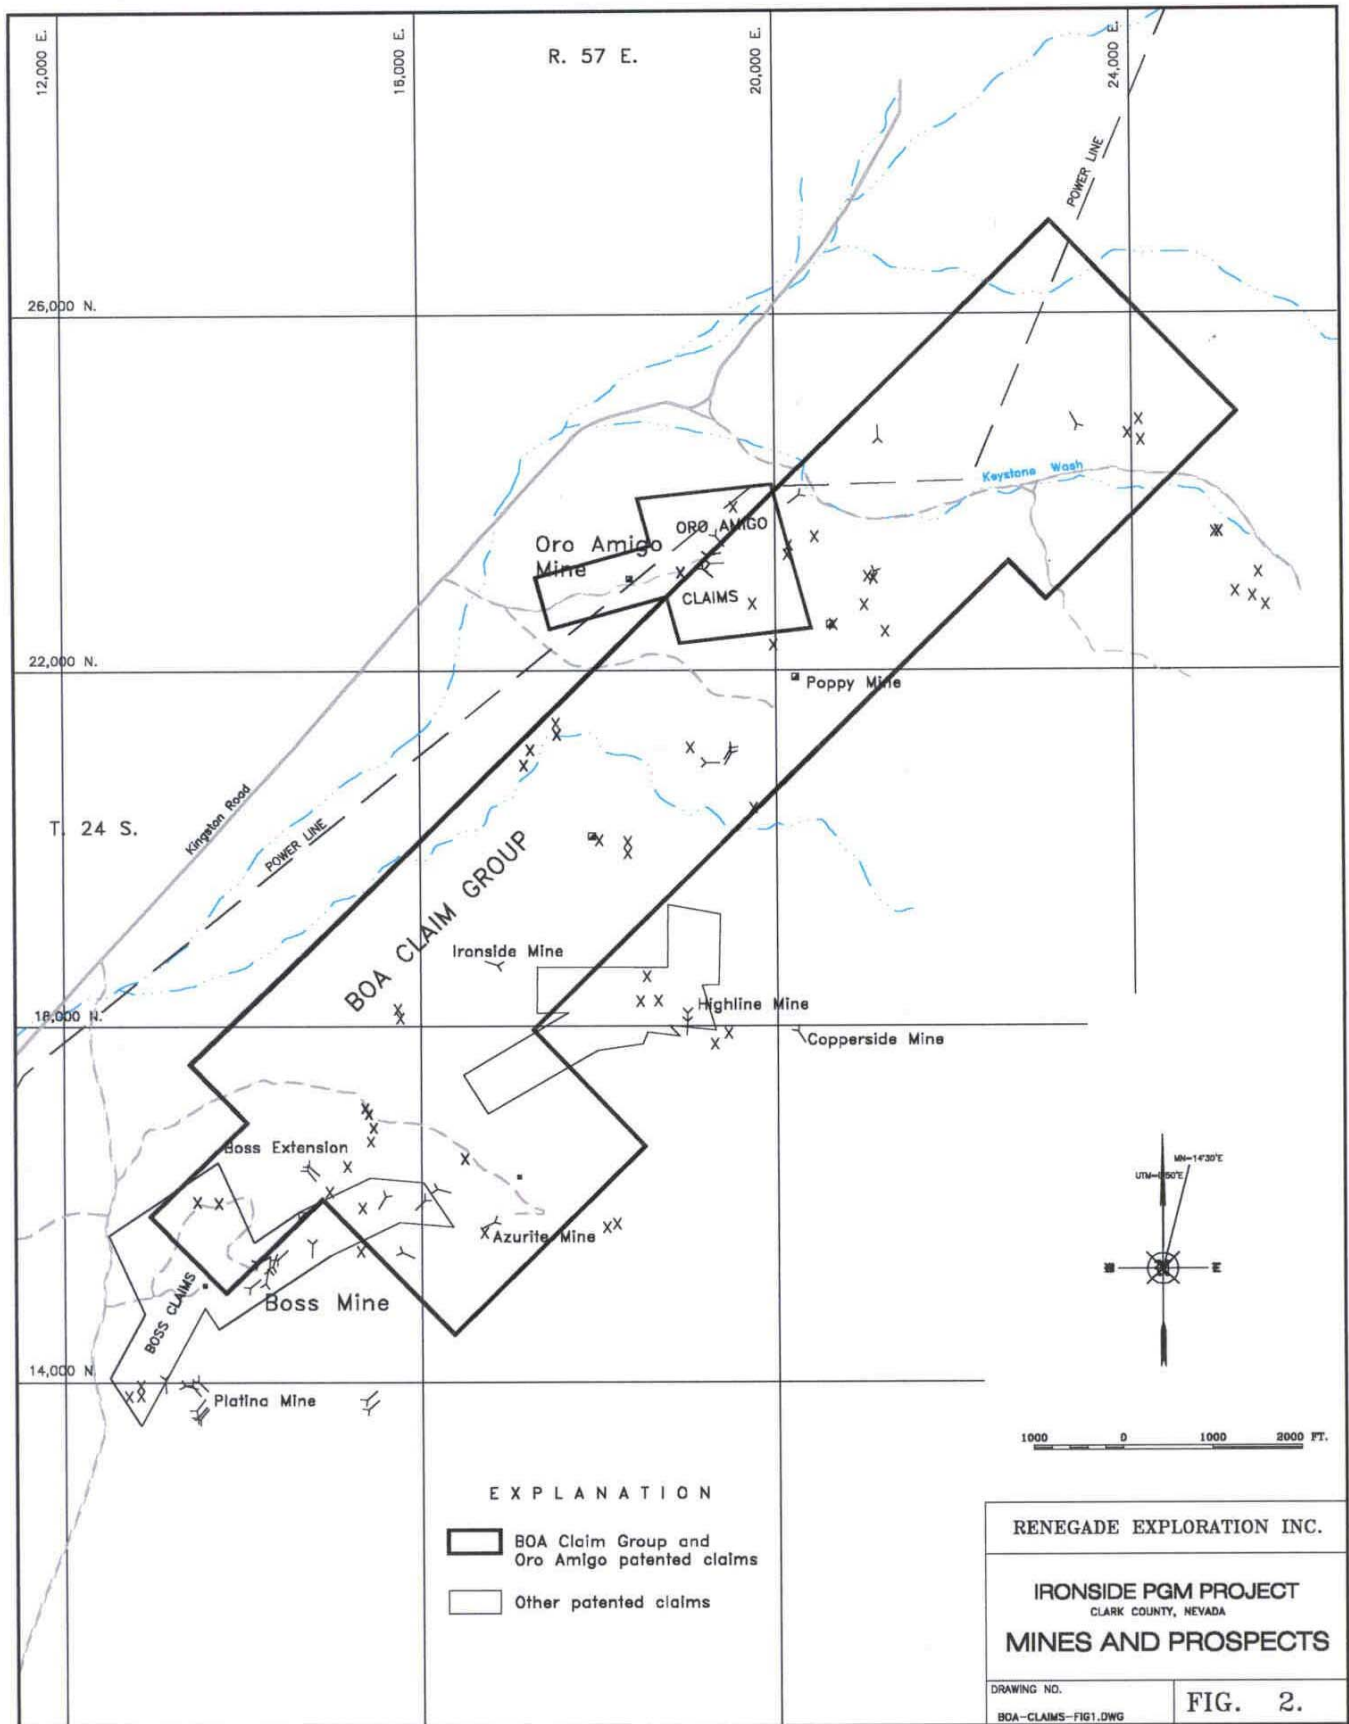 12,000 E.
16,000 E.
R. 57 E.
20,000 E.
24,000 E.
POWER LINE
26,000 N.
Keystone Wash
ORO AMIGO
Oro Amigo
Mine
CLAIMS
22,000 N.
Poppy Mine
Kingston Road
T. 24 S.
POWER LINE
BOA CLAIM GROUP
Ironside Mine
Highline Mine
18,000 N.
Copperside Mine
Boss Extension
MN=14°30'E
Azurite Mine
BOSS CLAIMS
Boss Mine
14,000 N.
Platina Mine
1000 0 1000 2000 FT.
EXPLANATION
BOA Claim Group and
Oro Amigo patented claims
Other patented claims
RENEGADE EXPLORATION INC.
IRONSIDE PGM PROJECT
CLARK COUNTY, NEVADA
MINES AND PROSPECTS
DRAWING NO.
BOA-CLAIMS-FIG1.DWG
FIG. 2.